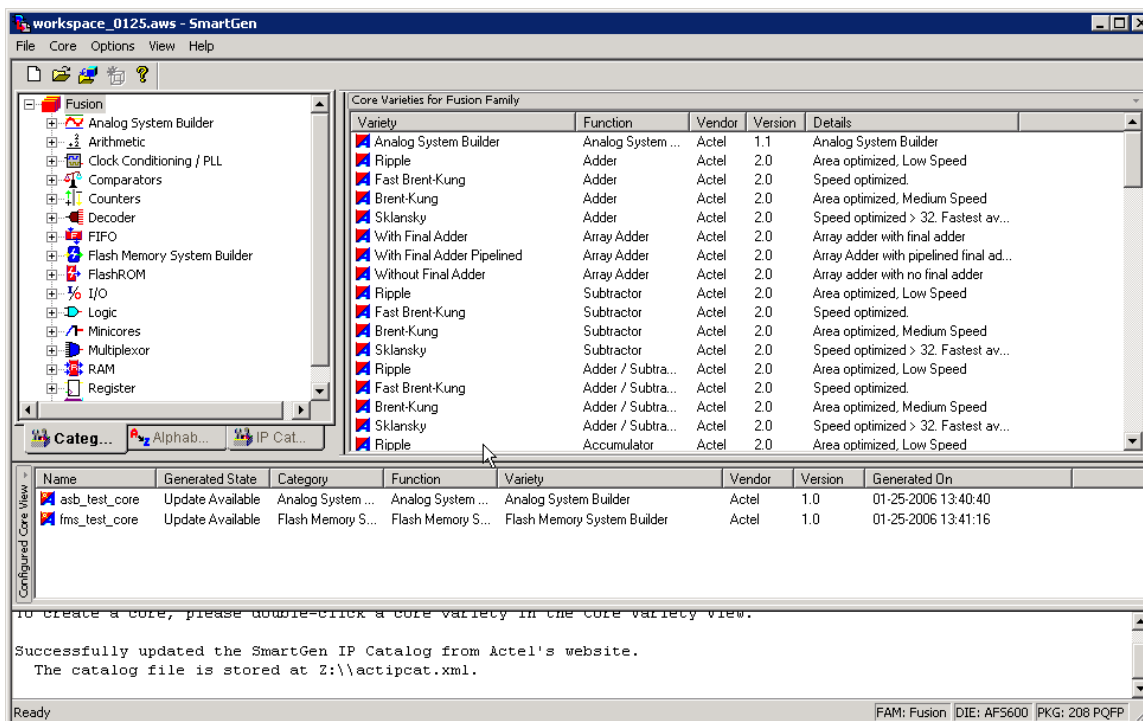 workspace_0125.aws - SmartGen
File Core Options View Help
Fusion
Analog System Builder
Arithmetic
Clock Conditioning / PLL
Comparators
Counters
Decoder
FIFO
Flash Memory System Builder
FlashROM
I/O
Logic
Minicores
Multiplexor
RAM
Register
Categ... Alphab... IP Cat...
Core Varieties for Fusion Family
Variety Function Vendor Version Details
Analog System Builder Analog System ... Actel 1.1 Analog System Builder
Ripple Adder Actel 2.0 Area optimized, Low Speed
Fast Brent-Kung Adder Actel 2.0 Speed optimized.
Brent-Kung Adder Actel 2.0 Area optimized, Medium Speed
Sklansky Adder Actel 2.0 Speed optimized > 32. Fastest av...
With Final Adder Array Adder Actel 2.0 Array adder with final adder
With Final Adder Pipelined Array Adder Actel 2.0 Array Adder with pipelined final ad...
Without Final Adder Array Adder Actel 2.0 Array adder with no final adder
Ripple Subtractor Actel 2.0 Area optimized, Low Speed
Fast Brent-Kung Subtractor Actel 2.0 Speed optimized.
Brent-Kung Subtractor Actel 2.0 Area optimized, Medium Speed
Sklansky Subtractor Actel 2.0 Speed optimized > 32. Fastest av...
Ripple Adder / Subtra... Actel 2.0 Area optimized, Low Speed
Fast Brent-Kung Adder / Subtra... Actel 2.0 Speed optimized.
Brent-Kung Adder / Subtra... Actel 2.0 Area optimized, Medium Speed
Sklansky Adder / Subtra... Actel 2.0 Speed optimized > 32. Fastest av...
Ripple Accumulator Actel 2.0 Area optimized, Low Speed
Configured Core View
Name Generated State Category Function Variety Vendor Version Generated On
asb_test_core Update Available Analog System ... Analog System ... Analog System Builder Actel 1.0 01-25-2006 13:40:40
fms_test_core Update Available Flash Memory S... Flash Memory S... Flash Memory System Builder Actel 1.0 01-25-2006 13:41:16
To create a core, please double-click a core variety in the Core Variety View.
Successfully updated the SmartGen IP Catalog from Actel's website.
The catalog file is stored at Z:\\actipcat.xml.
Ready FAM: Fusion DIE: AFS600 PKG: 208 PQFP